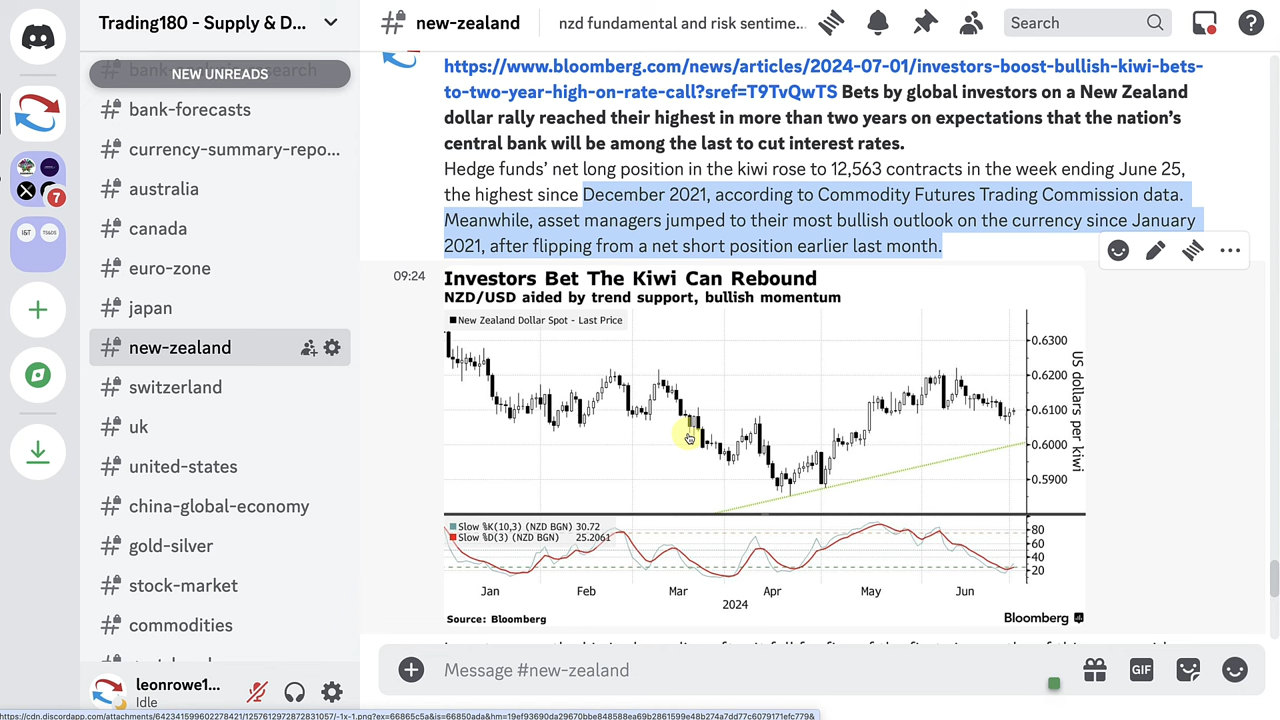 Trading180 - Supply & D...
new-zealand
nzd fundamental and risk sentime...
Search
NEW UNREADS
bank-forecasts
currency-summary-repo...
australia
canada
euro-zone
japan
new-zealand
switzerland
uk
united-states
china-global-economy
gold-silver
stock-market
commodities
7
leonrowe1...
Idle
https://www.bloomberg.com/news/articles/2024-07-01/investors-boost-bullish-kiwi-bets-
to-two-year-high-on-rate-call?sref=T9TvQwTS Bets by global investors on a New Zealand
dollar rally reached their highest in more than two years on expectations that the nation's
central bank will be among the last to cut interest rates.
Hedge funds' net long position in the kiwi rose to 12,563 contracts in the week ending June 25,
the highest since December 2021, according to Commodity Futures Trading Commission data.
Meanwhile, asset managers jumped to their most bullish outlook on the currency since January
2021, after flipping from a net short position earlier last month.
09:24
Investors Bet The Kiwi Can Rebound
NZD/USD aided by trend support, bullish momentum
New Zealand Dollar Spot - Last Price
0.6300
0.6200
0.6100
0.6000
0.5900
US dollars per kiwi
Slow %K(10,3) (NZD BGN) 30.72
Slow %D(3) (NZD BGN) 25.2061
80
60
40
20
Jan Feb Mar Apr May Jun
2024
Source: Bloomberg
Bloomberg
Message #new-zealand
GIF